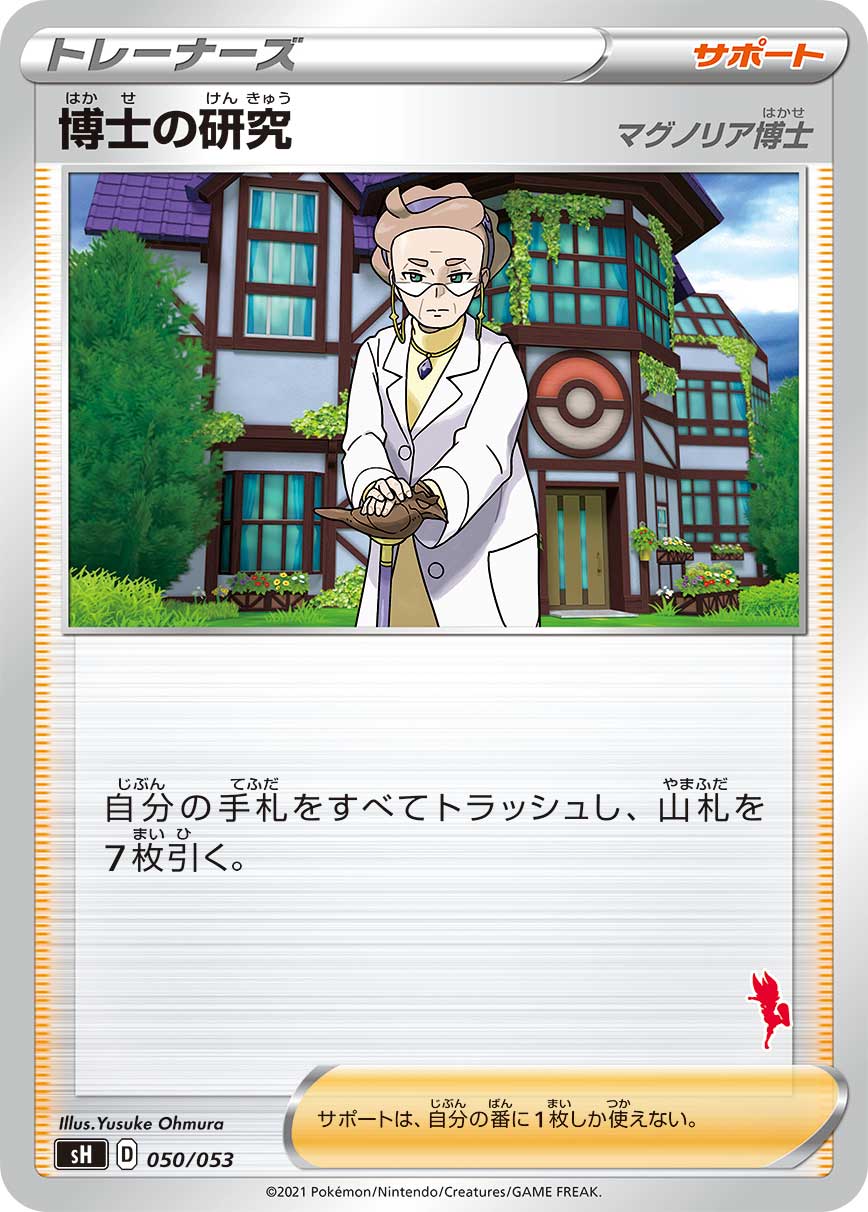 トレーナーズ
サポート
はかせ けんきゅう
博士の研究
はかせ
マグノリア博士
じぶん てふだ やまふだ
自分の手札をすべてトラッシュし、山札を
まい ひ
7枚引く。
じぶん ばん まい つか
サポートは、自分の番に1枚しか使えない。
Illus.Yusuke Ohmura
sH D 050/053
©2021 Pokémon/Nintendo/Creatures/GAME FREAK.